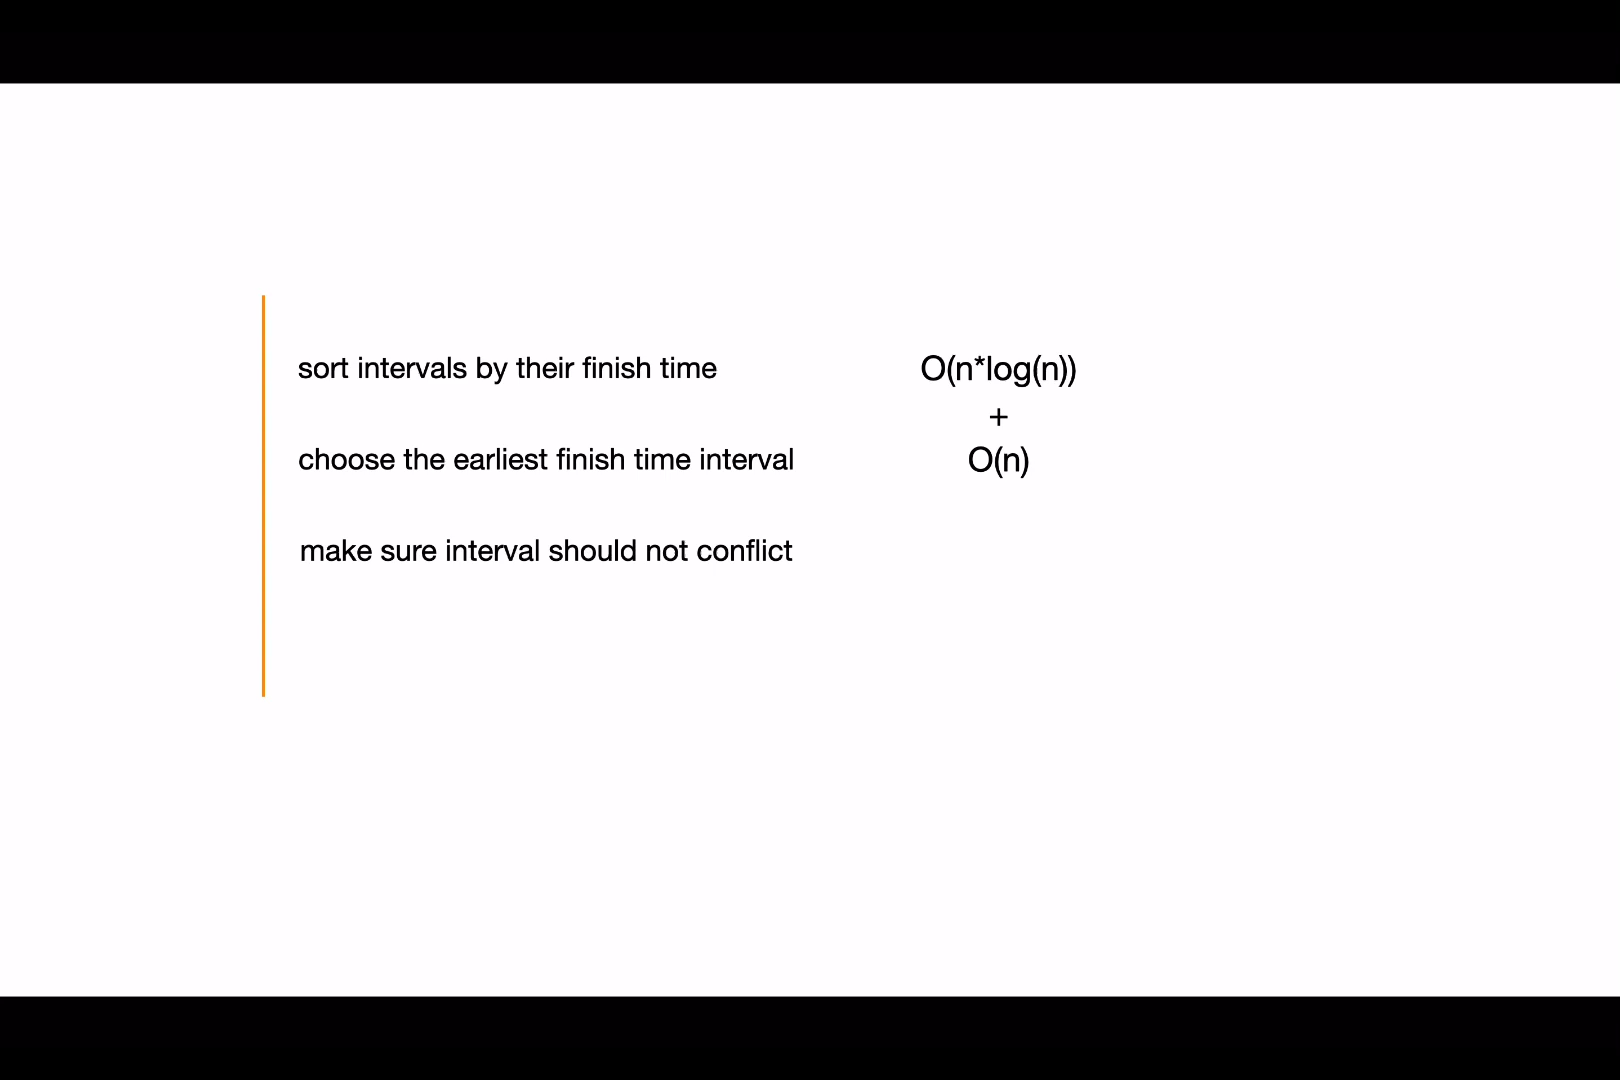 sort intervals by their finish time O(n*log(n))
+
choose the earliest finish time interval O(n)
make sure interval should not conflict